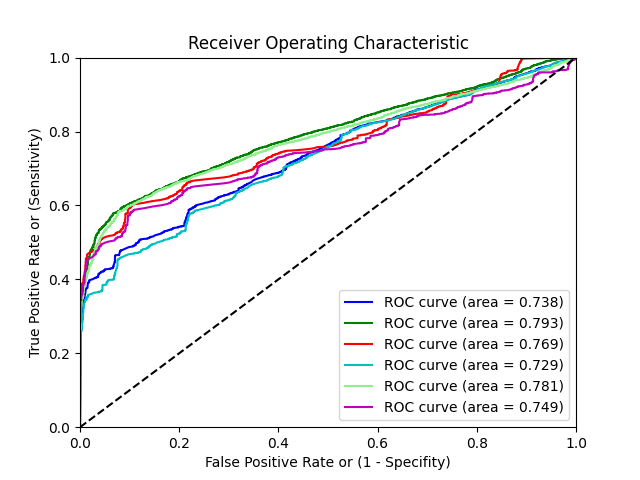 Receiver Operating Characteristic
True Positive Rate or (Sensitivity)
1.0
0.8
0.6
0.4
0.2
0.0
ROC curve (area = 0.738)
ROC curve (area = 0.793)
ROC curve (area = 0.769)
ROC curve (area = 0.729)
ROC curve (area = 0.781)
ROC curve (area = 0.749)
0.0 0.2 0.4 0.6 0.8 1.0
False Positive Rate or (1 - Specifity)